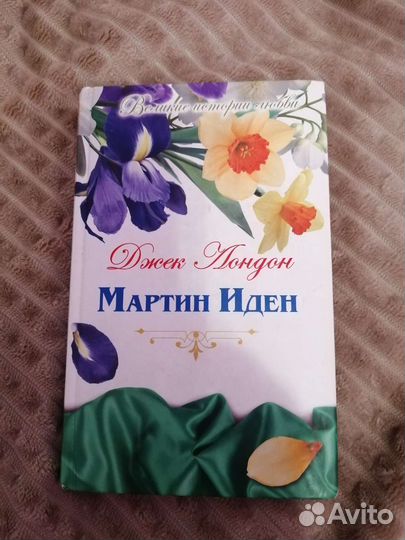 Великие истории любви
Джек Лондон
Мартин Иден
Avito